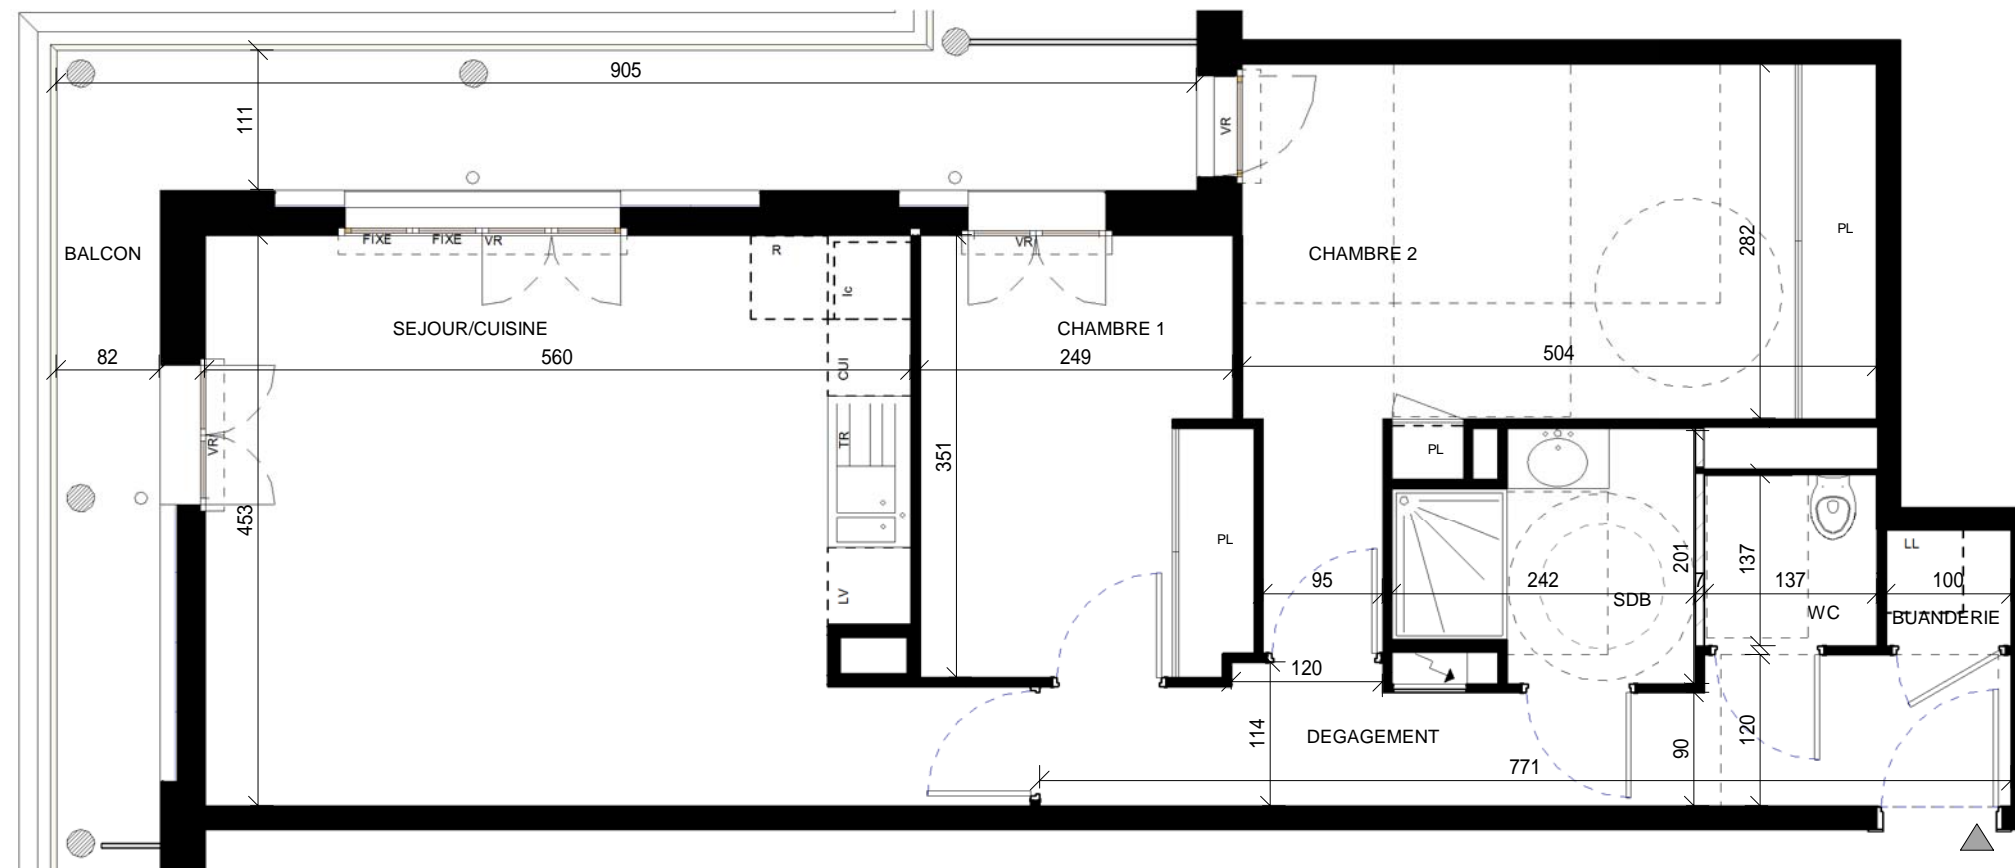 905
111
VR
BALCON
FIXE
FIXE
VR
R
Ic
VR
CHAMBRE 2
282
PL
SEJOUR/CUISINE
CHAMBRE 1
82
560
CUI
249
504
VR
TR
351
PL
453
PL
LV
95
242
SDB
201
7
137
137
WC
LL
100
BUANDERIE
120
114
DEGAGEMENT
90
120
771